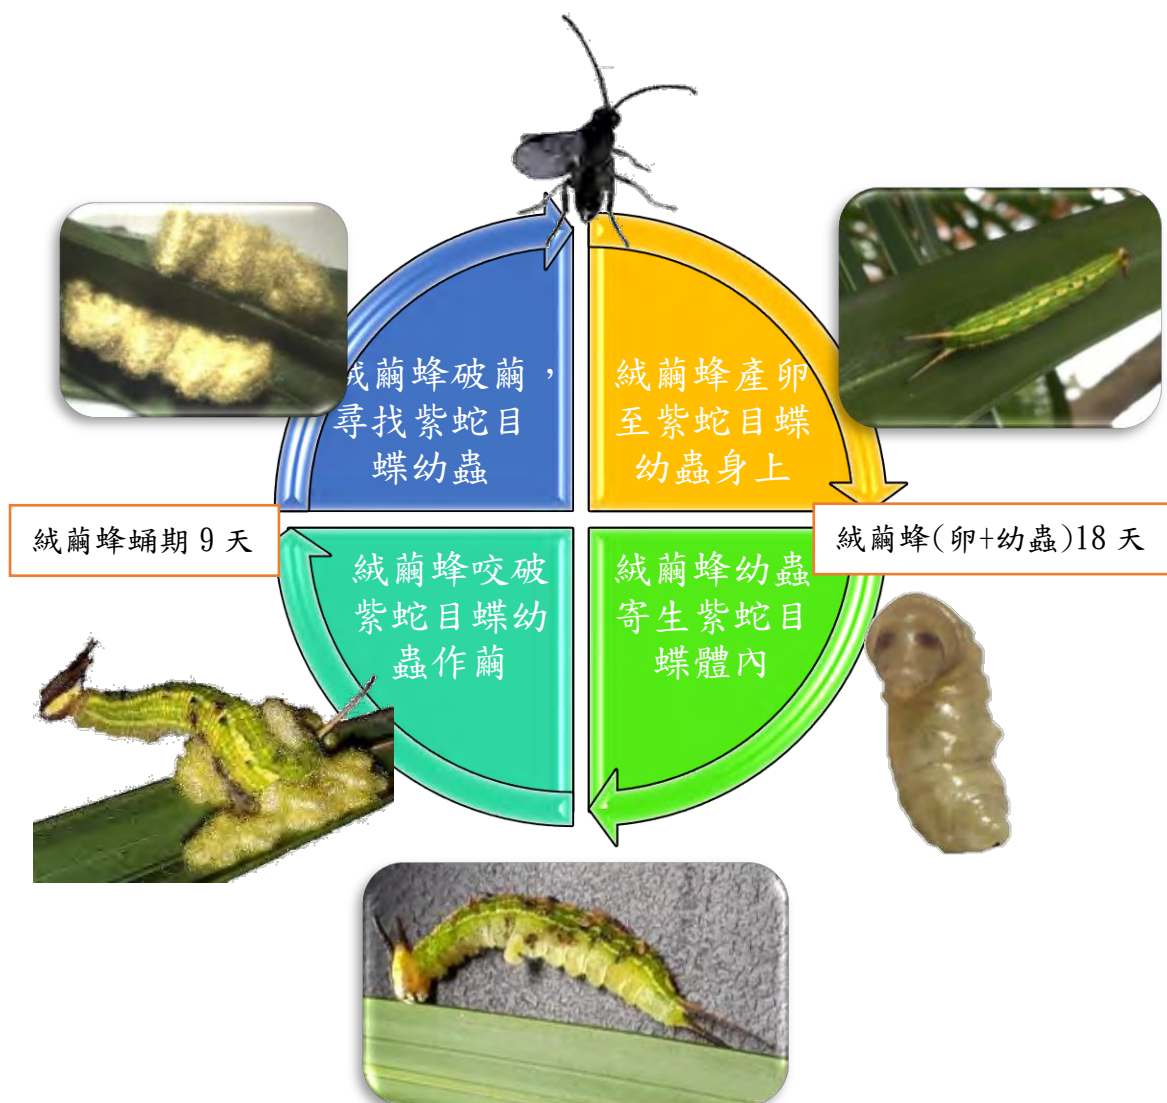 絨繭蜂破繭，
尋找紫蛇目
蝶幼蟲
絨繭蜂產卵
至紫蛇目蝶
幼蟲身上
絨繭蜂蛹期 9 天
絨繭蜂(卵+幼蟲)18 天
絨繭蜂咬破
紫蛇目蝶幼
蟲作繭
絨繭蜂幼蟲
寄生紫蛇目
蝶體內